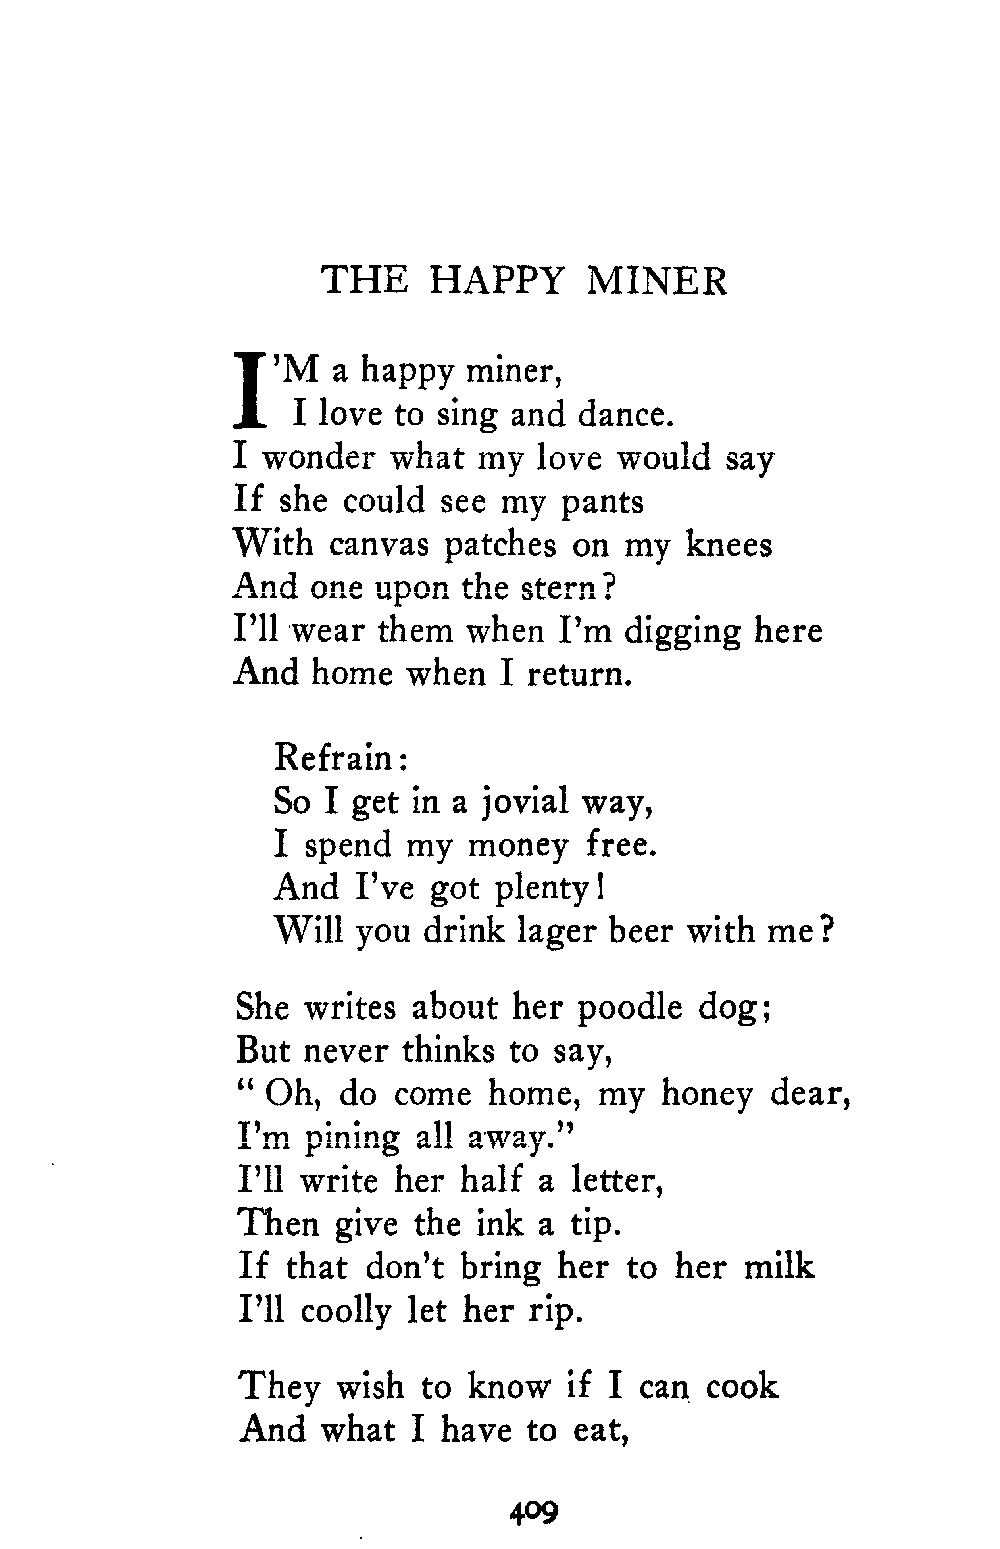 THE HAPPY MINER
I'M a happy miner,
I love to sing and dance.
I wonder what my love would say
If she could see my pants
With canvas patches on my knees
And one upon the stern?
I'll wear them when I'm digging here
And home when I return.
Refrain:
So I get in a jovial way,
I spend my money free.
And I've got plenty!
Will you drink lager beer with me?
She writes about her poodle dog;
But never thinks to say,
“ Oh, do come home, my honey dear,
I'm pining all away.”
I'll write her half a letter,
Then give the ink a tip.
If that don't bring her to her milk
I'll coolly let her rip.
They wish to know if I can cook
And what I have to eat,
409